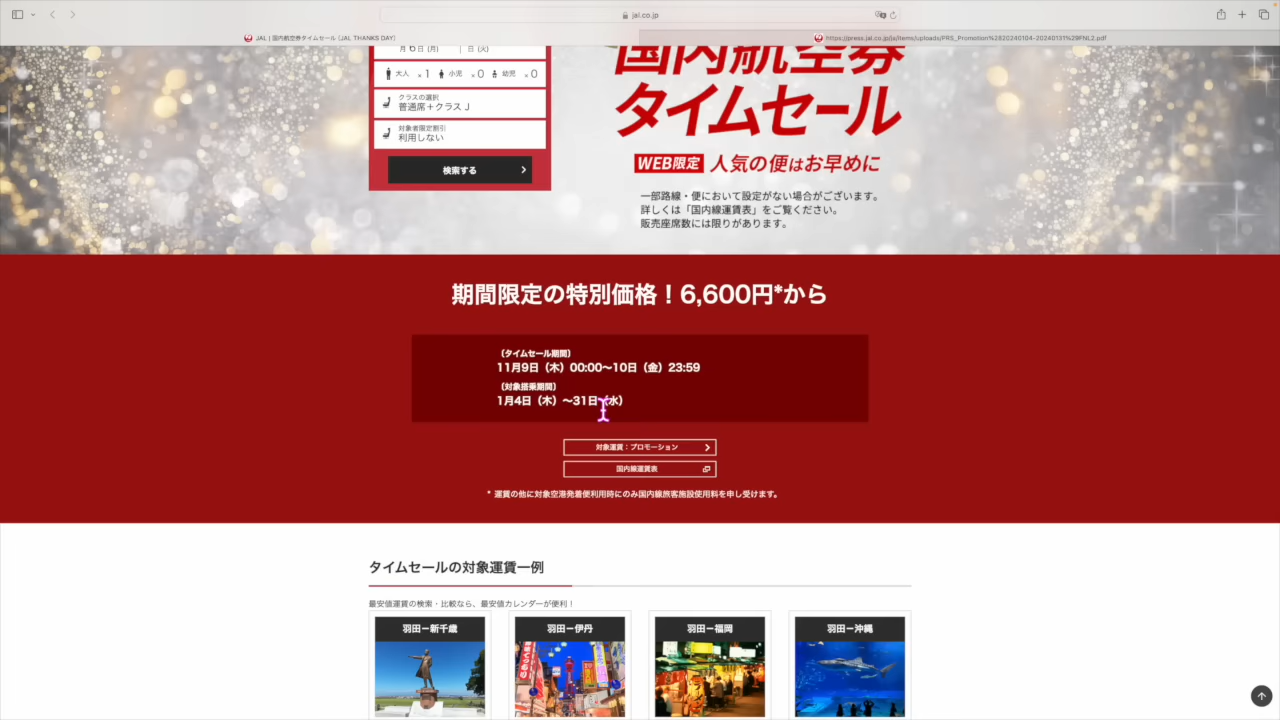 jal.co.jp
JAL | 国内航空券タイムセール (JAL THANKS DAY)
https://press.jal.co.jp/ja/items/uploads/PRS_Promotion%2820240104-20240131%29FNL2.pdf
月 6 日 (月)
日 (火)
大人 ×1 小児 ×0 幼児 ×0
クラスの選択
普通席+クラス J
対象者限定割引
利用しない
検索する
国内航空券
タイムセール
WEB限定 人気の便はお早めに
一部路線・便において設定がない場合がございます。
詳しくは「国内線運賃表」をご覧ください。
販売座席数には限りがあります。
期間限定の特別価格！6,600円*から
〔タイムセール期間〕
11月9日（木）00:00〜10日（金）23:59
〔対象搭乗期間〕
1月4日（木）〜31日（水）
対象運賃：プロモーション
国内線運賃表
* 運賃の他に対象空港発着便利用時にのみ国内線旅客施設使用料を申し受けます。
タイムセールの対象運賃一例
最安値運賃の検索・比較なら、最安値カレンダーが便利！
羽田ー新千歳
羽田ー伊丹
羽田ー福岡
羽田ー沖縄